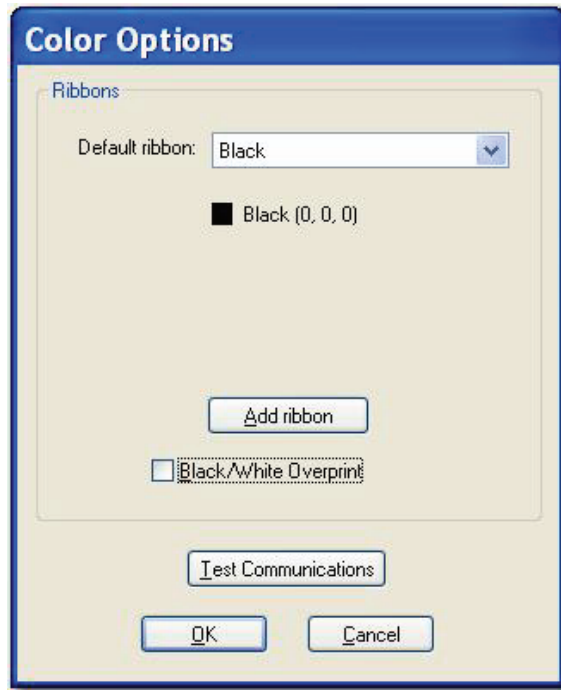 Color Options
Ribbons
Default ribbon: Black
Black (0, 0, 0)
Add ribbon
Black/White Overprint
Test Communications
OK Cancel